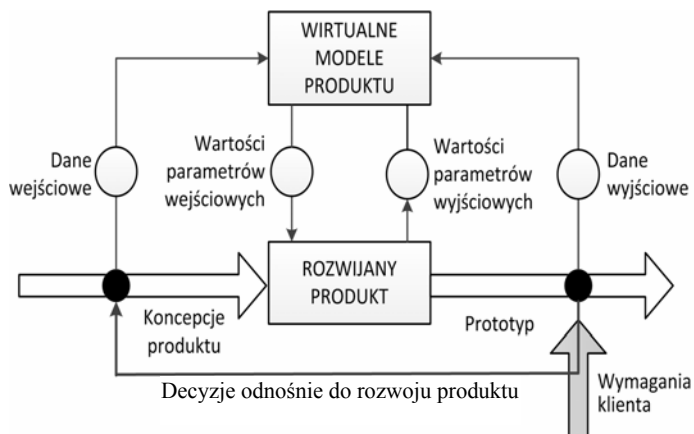 WIRTUALNE
MODELE
PRODUKTU
Dane
wejściowe
Wartości
parametrów
wejściowych
Wartości
parametrów
wyjściowych
Dane
wyjściowe
ROZWIJANY
PRODUKT
Koncepcje
produktu
Prototyp
Decyzje odnośnie do rozwoju produktu
Wymagania
klienta